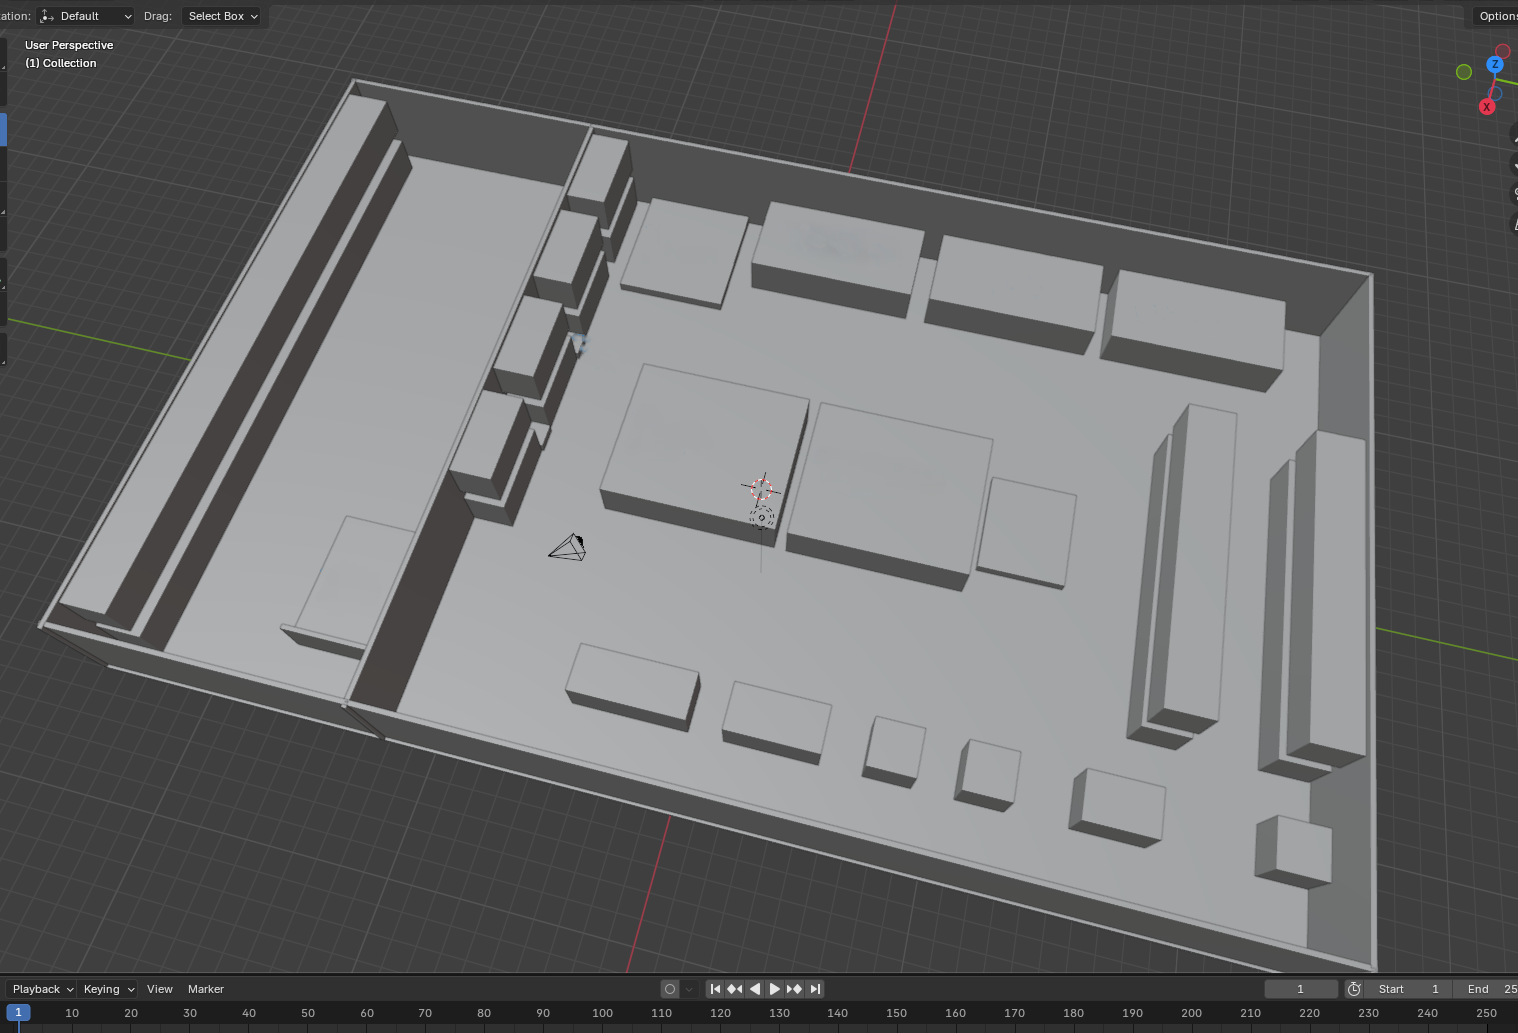 ation: Default Drag: Select Box Options
User Perspective
(1) Collection
Z
X
Playback Keying View Marker 1 Start 1 End 25
1 10 20 30 40 50 60 70 80 90 100 110 120 130 140 150 160 170 180 190 200 210 220 230 240 250